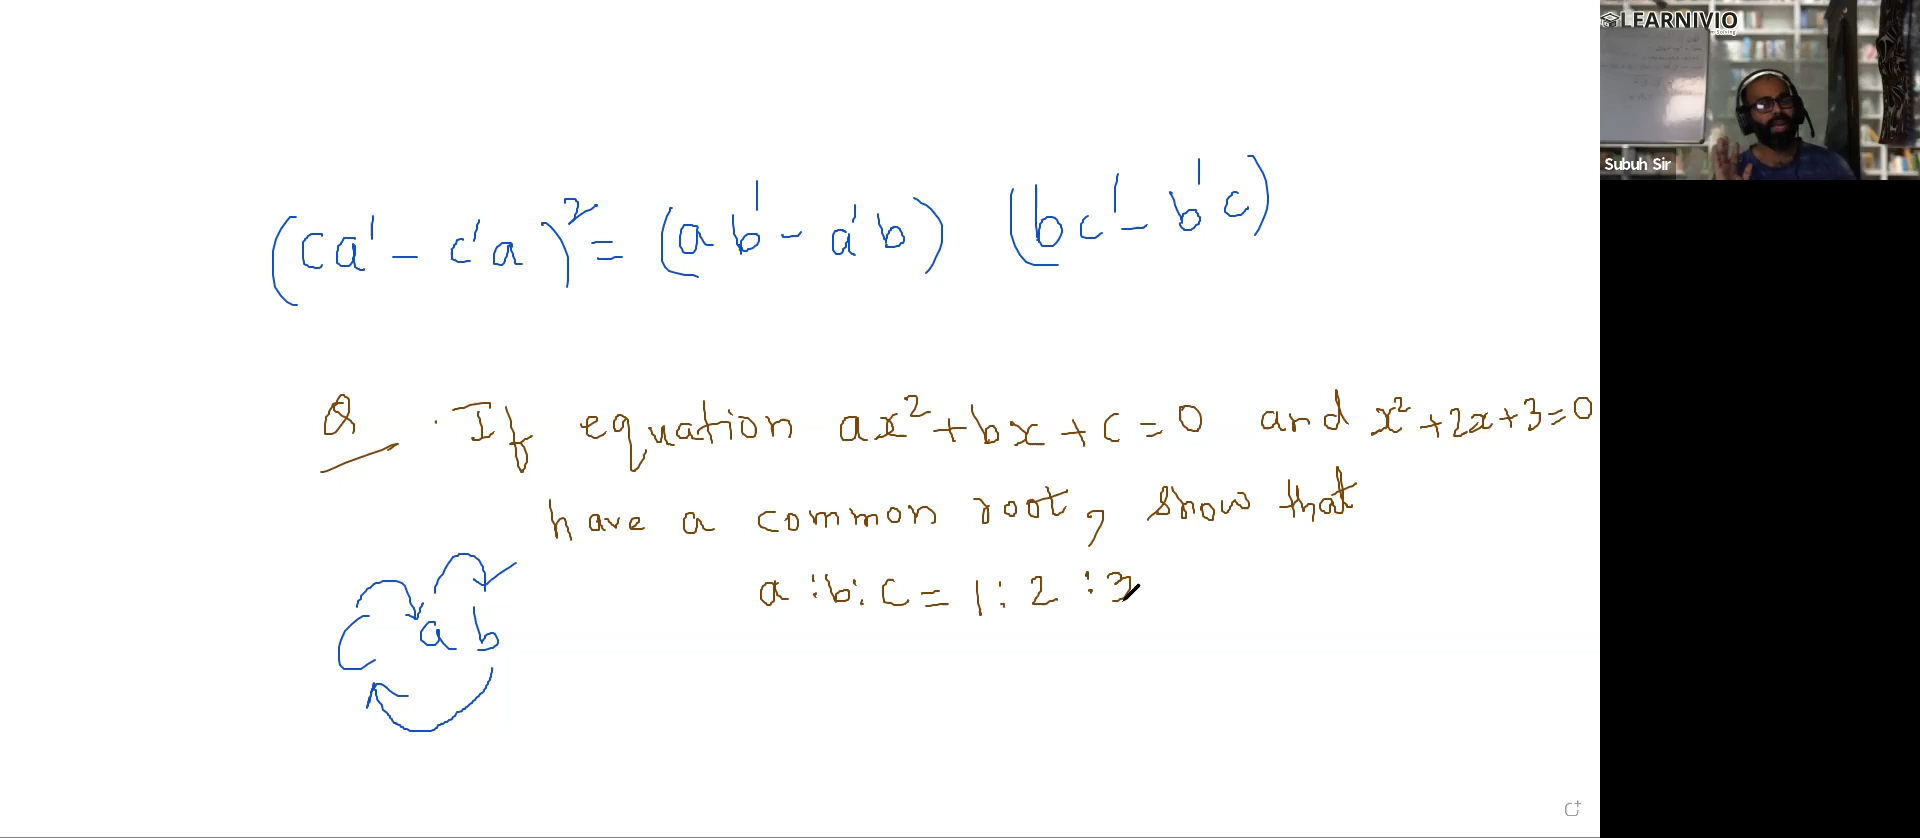 LEARNIVIO
Subuh Sir
(ca' - c'a)² = (ab' - a'b) (bc' - b'c)
Q . If equation ax² + bx + c = 0 and x² + 2x + 3 = 0
have a common root, show that
a : b : c = 1 : 2 : 3
c a b